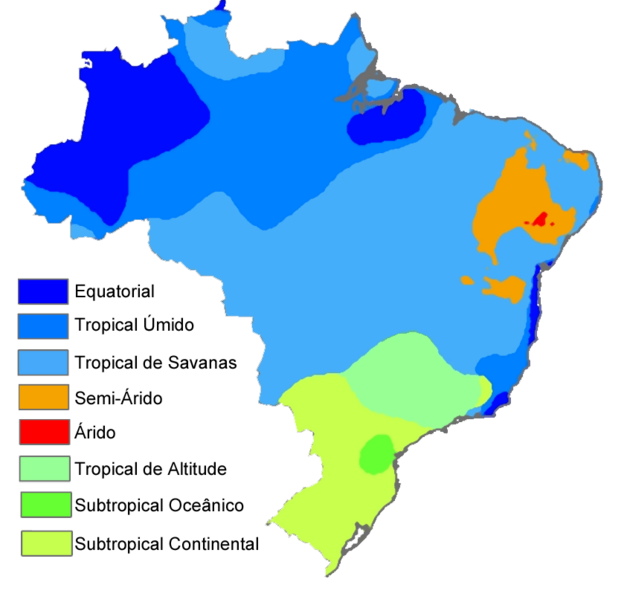 Equatorial
Tropical Úmido
Tropical de Savanas
Semi-Árido
Árido
Tropical de Altitude
Subtropical Oceânico
Subtropical Continental